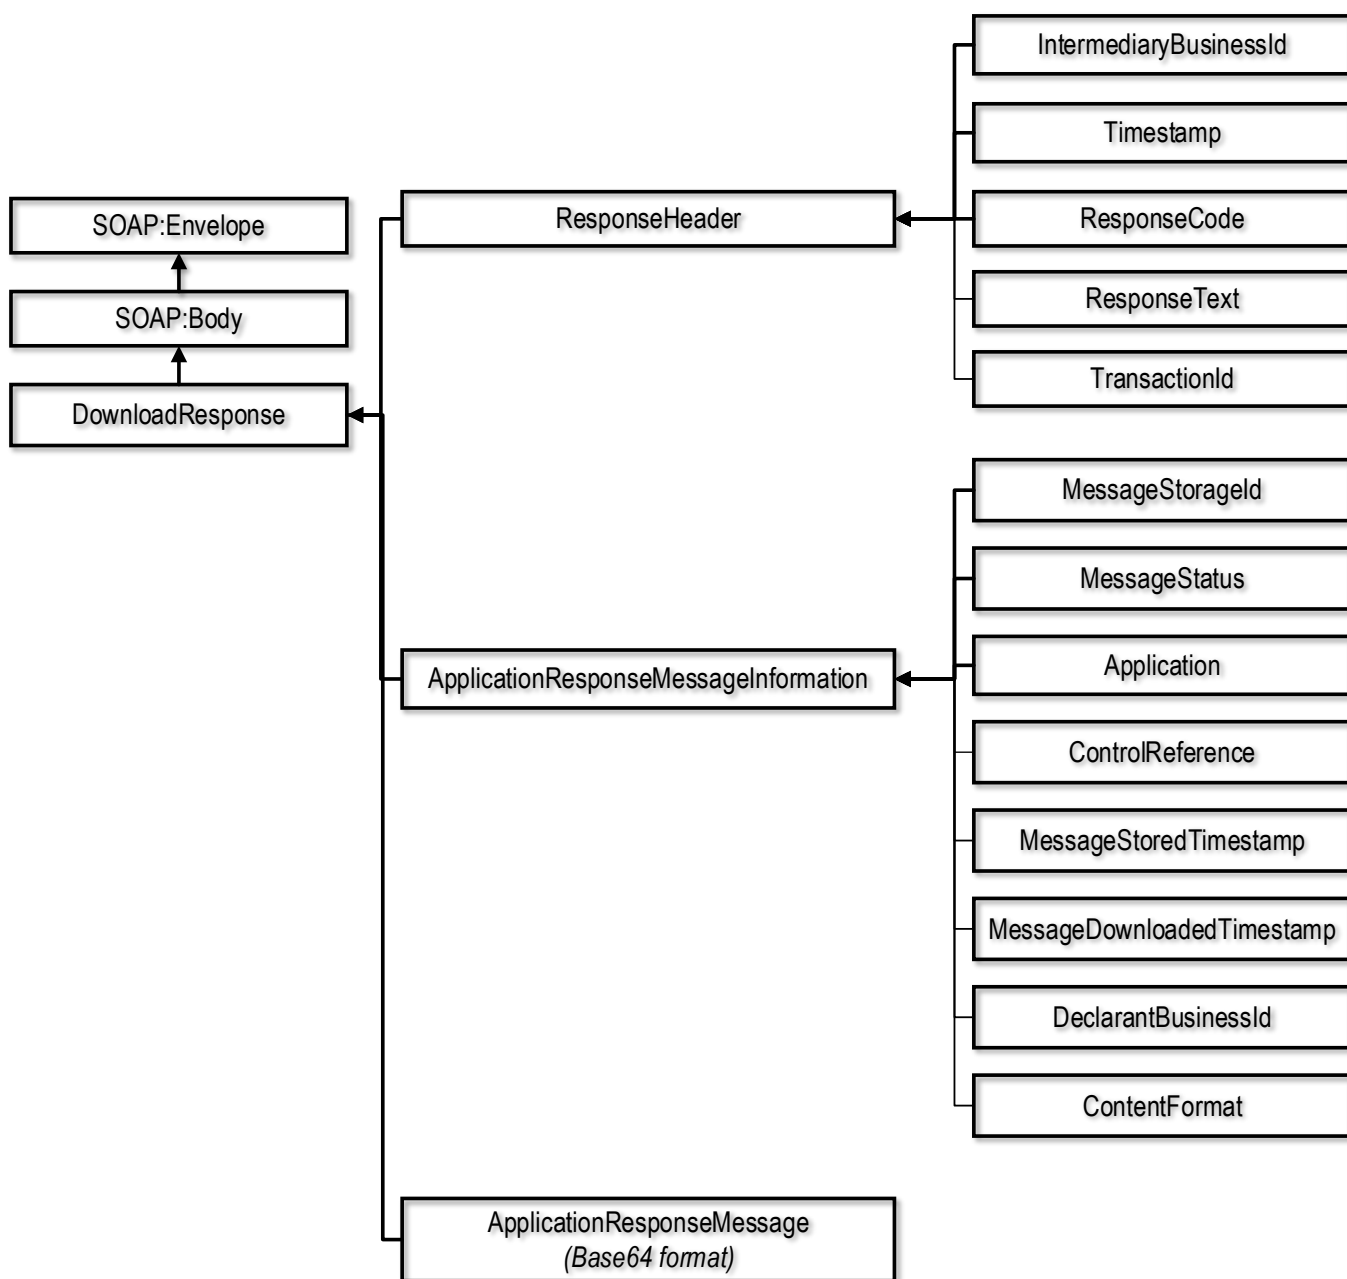 SOAP:Envelope
SOAP:Body
DownloadResponse
ResponseHeader
IntermediaryBusinessId
Timestamp
ResponseCode
ResponseText
TransactionId
ApplicationResponseMessageInformation
MessageStorageId
MessageStatus
Application
ControlReference
MessageStoredTimestamp
MessageDownloadedTimestamp
DeclarantBusinessId
ContentFormat
ApplicationResponseMessage
(Base64 format)